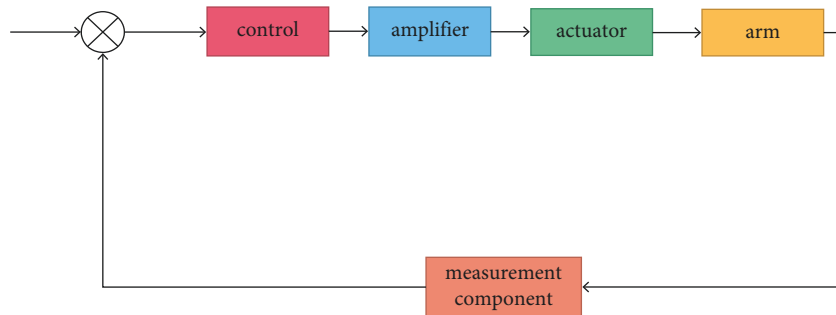 control
amplifier
actuator
arm
measurement
component